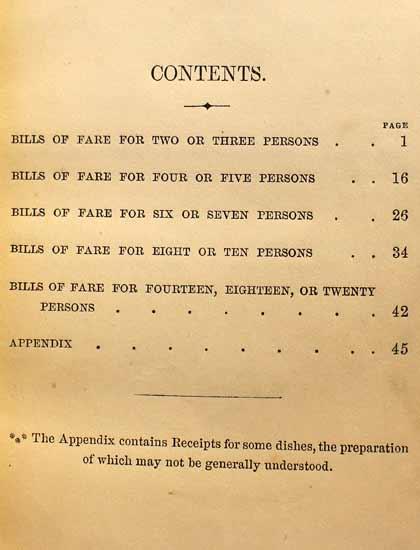 CONTENTS.
PAGE
BILLS OF FARE FOR TWO OR THREE PERSONS . . 1
BILLS OF FARE FOR FOUR OR FIVE PERSONS . . 16
BILLS OF FARE FOR SIX OR SEVEN PERSONS . . 26
BILLS OF FARE FOR EIGHT OR TEN PERSONS . . 34
BILLS OF FARE FOR FOURTEEN, EIGHTEEN, OR TWENTY
PERSONS . . . . . . . . 42
APPENDIX . . . . . . . . . 45
*⁎* The Appendix contains Receipts for some dishes, the preparation
of which may not be generally understood.